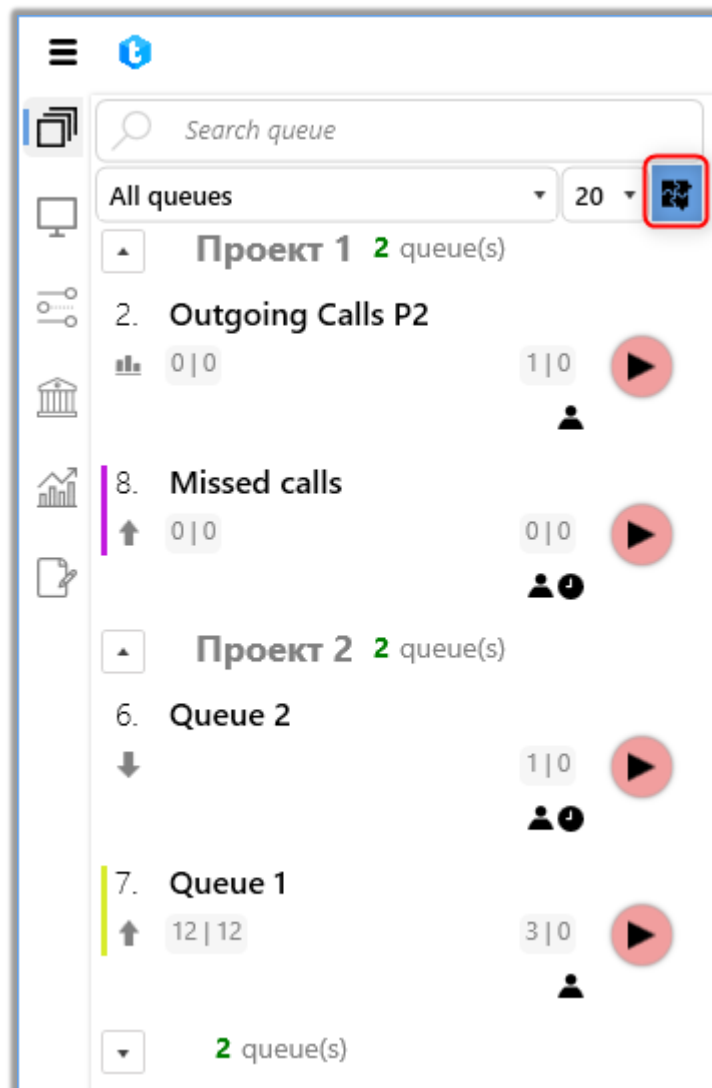 Search queue
All queues 20
Проект 1 2 queue(s)
2. Outgoing Calls P2
0|0 1|0
8. Missed calls
0|0 0|0
Проект 2 2 queue(s)
6. Queue 2
1|0
7. Queue 1
12|12 3|0
2 queue(s)